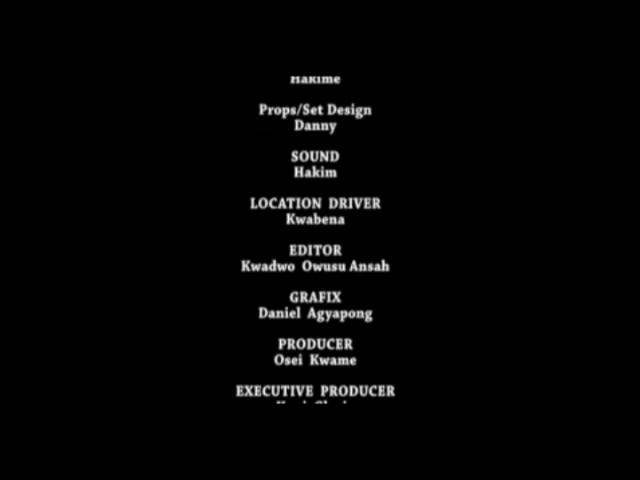 Props/Set Design
Danny
SOUND
Hakim
LOCATION DRIVER
Kwabena
EDITOR
Kwadwo Owusu Ansah
GRAFIX
Daniel Agyapong
PRODUCER
Osei Kwame
EXECUTIVE PRODUCER